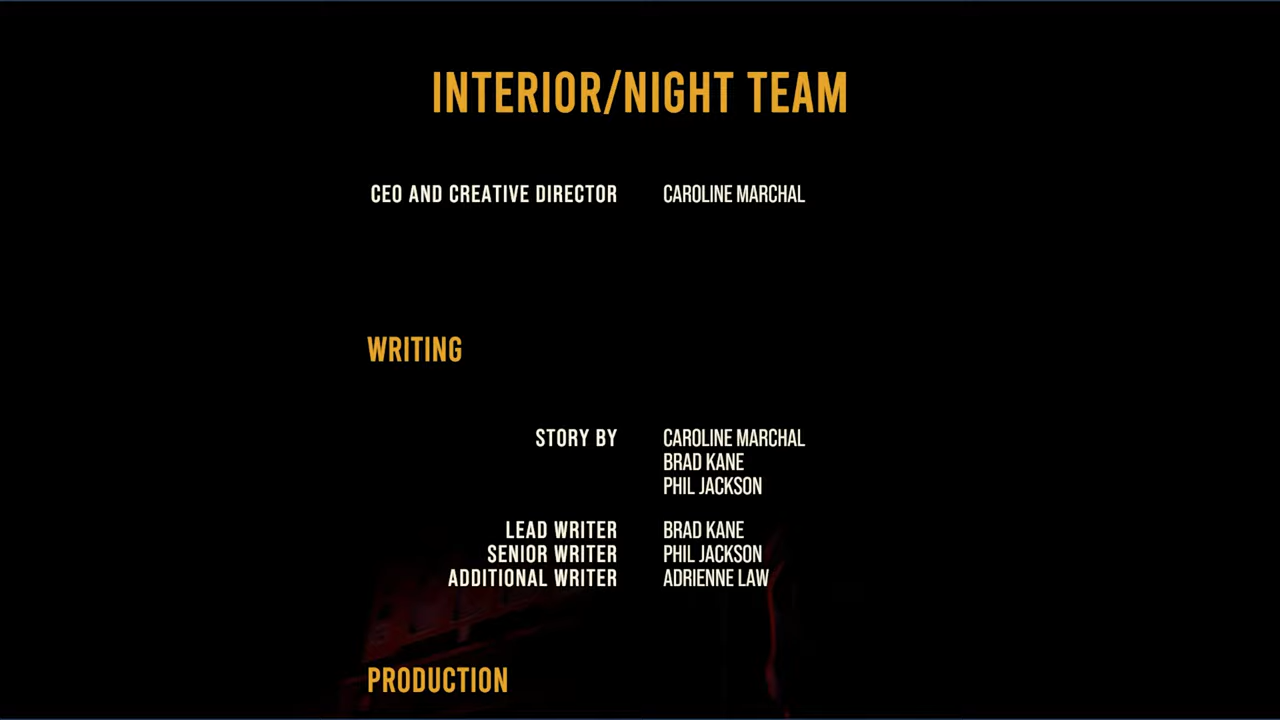 INTERIOR/NIGHT TEAM
CEO AND CREATIVE DIRECTOR CAROLINE MARCHAL
WRITING
STORY BY CAROLINE MARCHAL
BRAD KANE
PHIL JACKSON
LEAD WRITER BRAD KANE
SENIOR WRITER PHIL JACKSON
ADDITIONAL WRITER ADRIENNE LAW
PRODUCTION